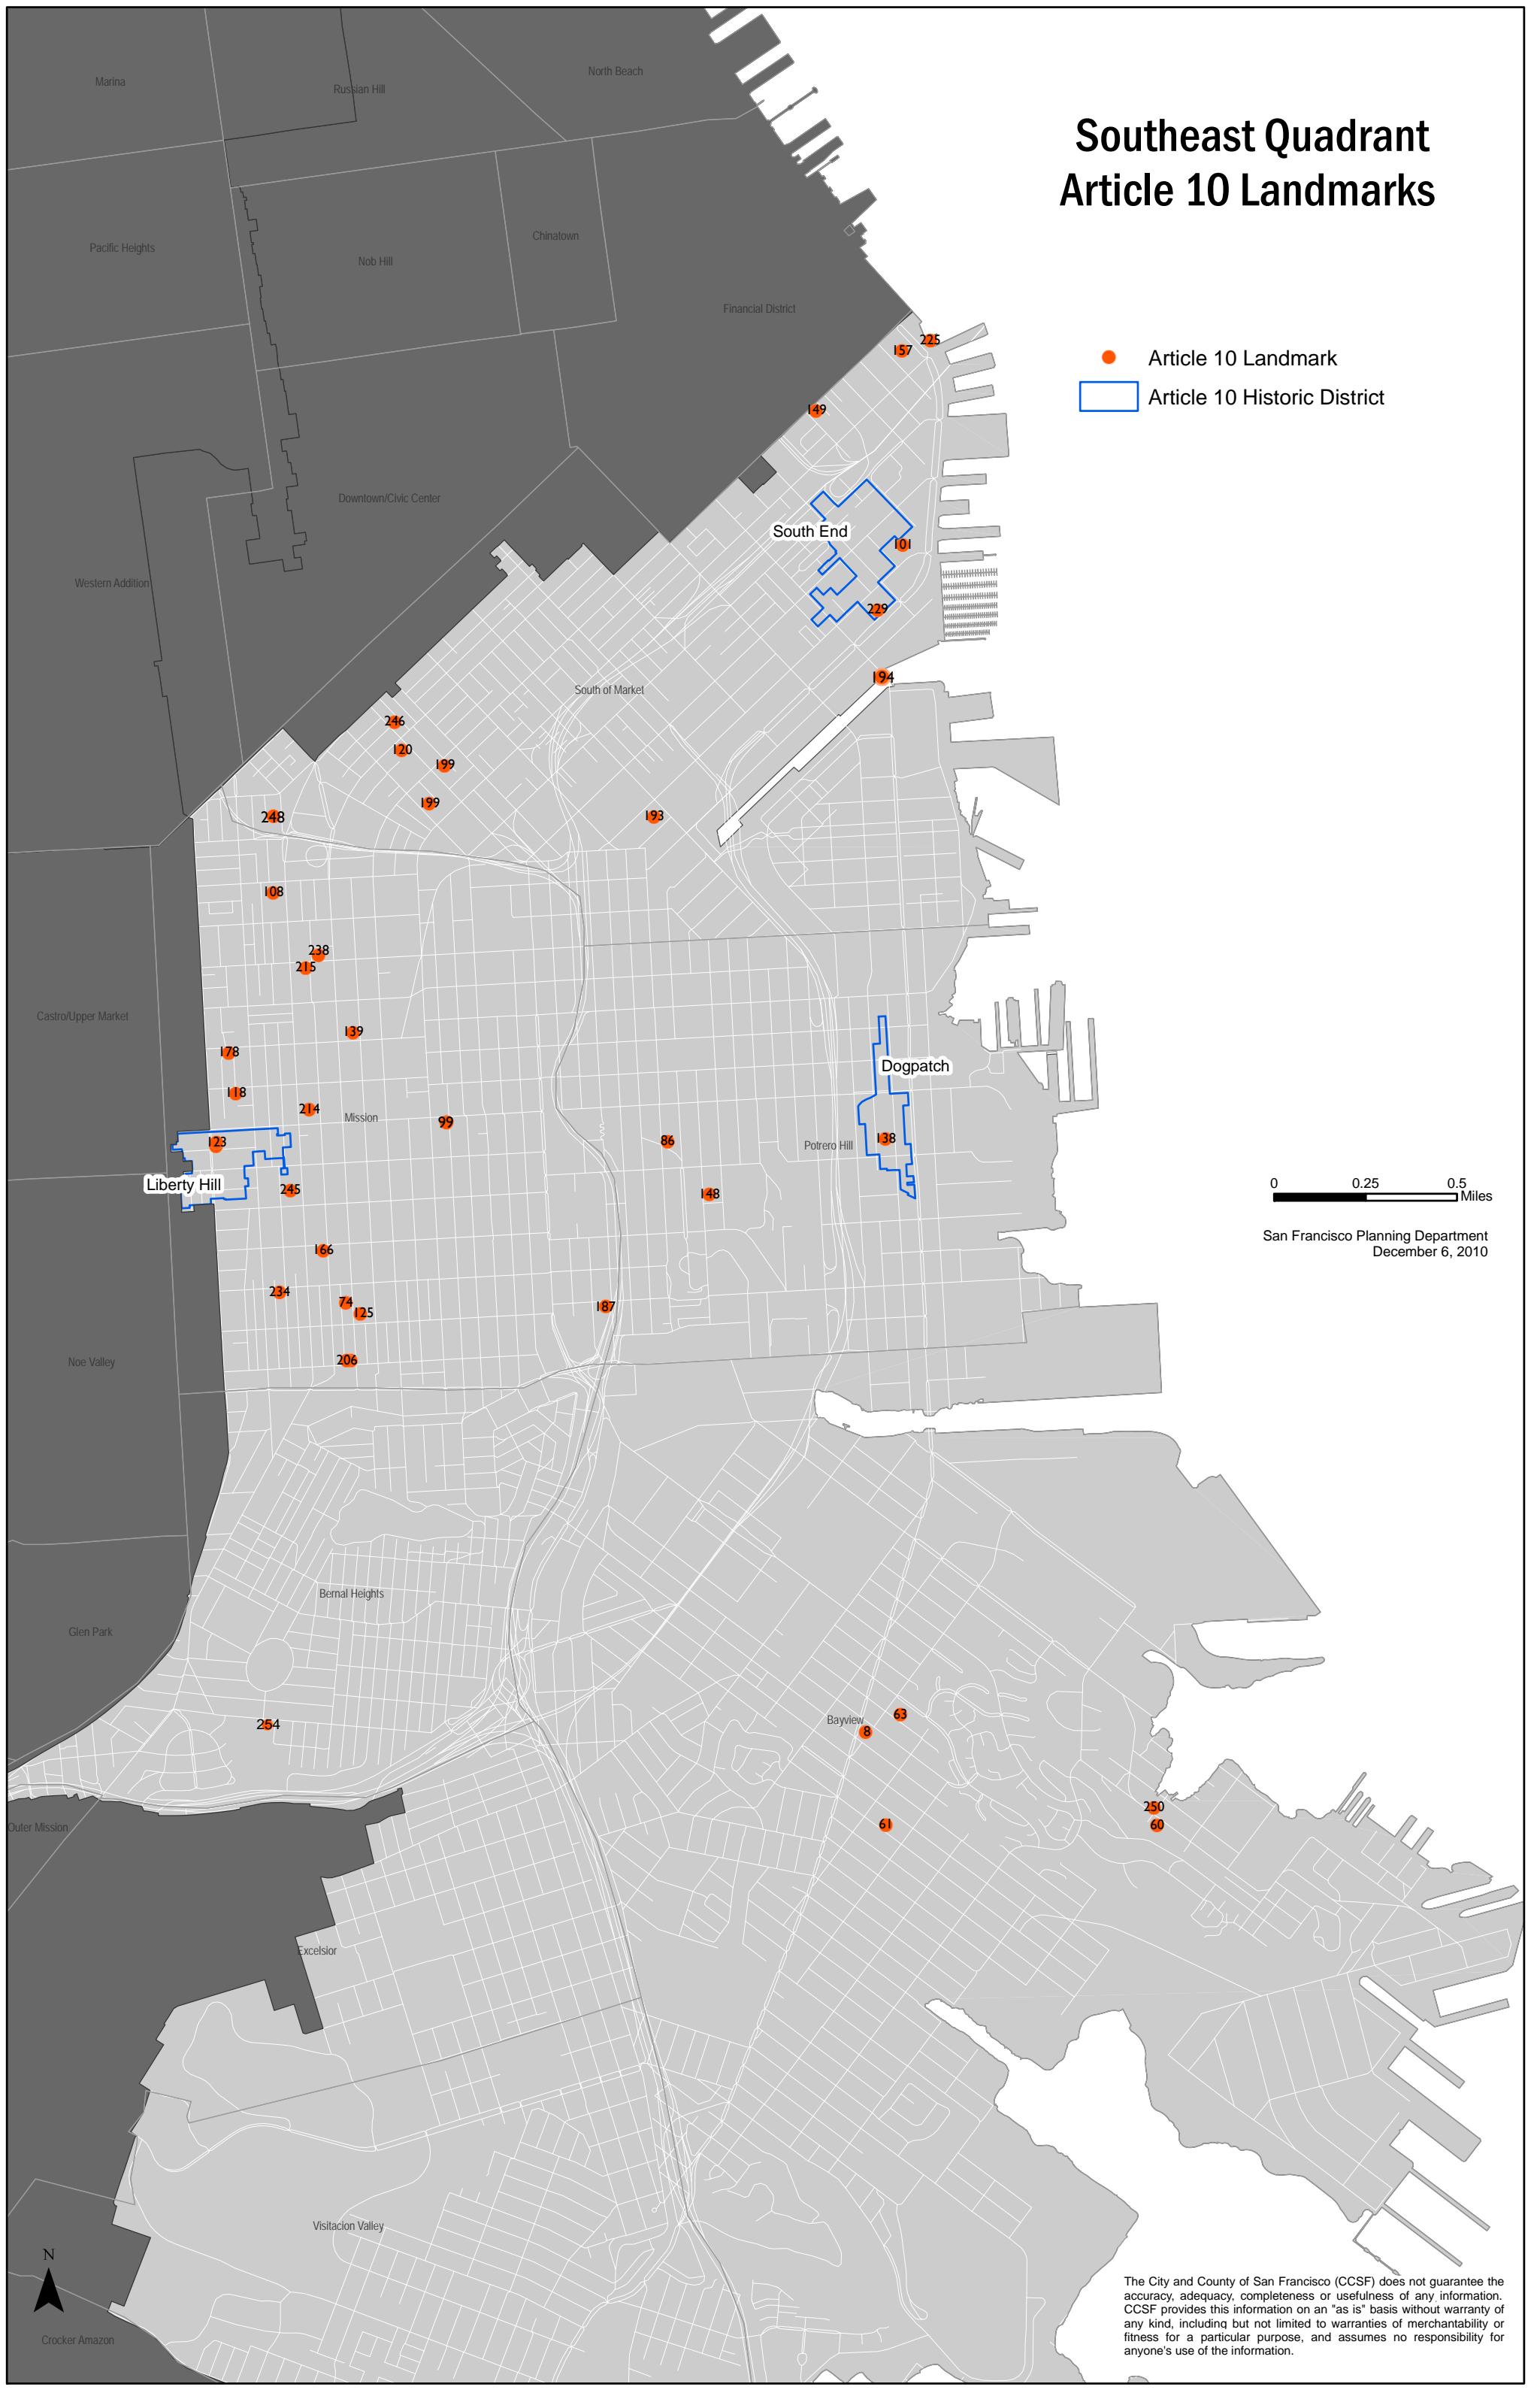 Southeast Quadrant
Article 10 Landmarks
Article 10 Landmark
Article 10 Historic District
North Beach
Marina
Russian Hill
Chinatown
Pacific Heights
Nob Hill
Financial District
225
157
149
Downtown/Civic Center
South End
101
Western Addition
229
194
South of Market
246
120
199
199
248
193
108
238
215
Castro/Upper Market
139
178
Dogpatch
118
214
Mission
99
123
86
138
Potrero Hill
Liberty Hill
245
148
0 0.25 0.5
Miles
San Francisco Planning Department
December 6, 2010
166
234
74
125
187
206
Noe Valley
Bernal Heights
Glen Park
63
Bayview
8
254
250
60
61
Outer Mission
Excelsior
Visitacion Valley
N
Crocker Amazon
The City and County of San Francisco (CCSF) does not guarantee the
accuracy, adequacy, completeness or usefulness of any information.
CCSF provides this information on an "as is" basis without warranty of
any kind, including but not limited to warranties of merchantability or
fitness for a particular purpose, and assumes no responsibility for
anyone's use of the information.